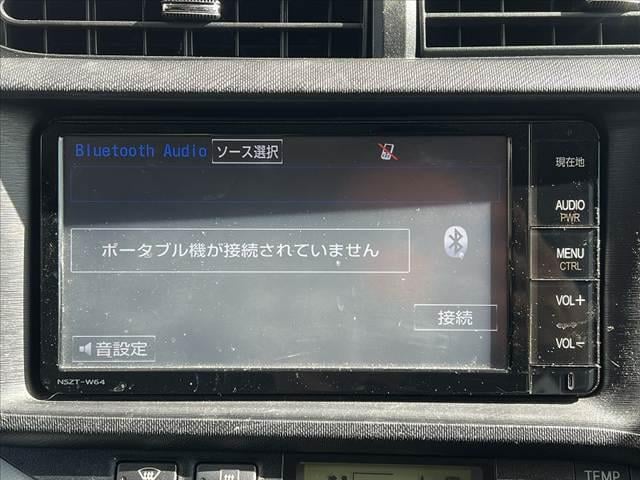 Bluetooth Audio ソース選択
現在地
AUDIO
PWR
ポータブル機が接続されていません
MENU
CTRL
VOL+
接続
VOL-
音設定
NSZT-W64
TEMP